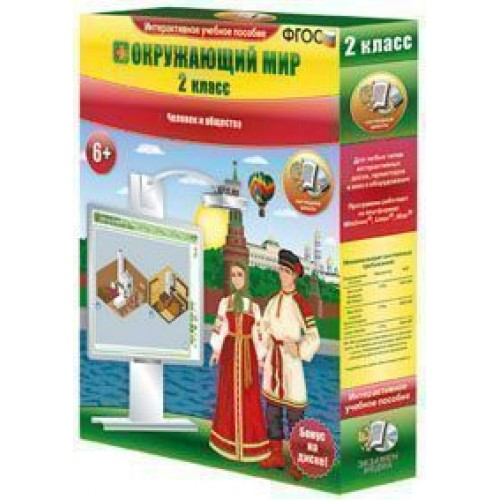 Интерактивное учебное пособие
ФГОС
ОКРУЖАЮЩИЙ МИР
2 класс
Человек и общество
6+
Бонус
на
диске!
2 класс
Для любых типов
интерактивных
досок, проекторов
и иного оборудования
Программа работает
на платформах
Windows, Linux, Mac
Минимальные системные
требования:
Интерактивное
учебное пособие
ЭКЗАМЕН
МЕДИА